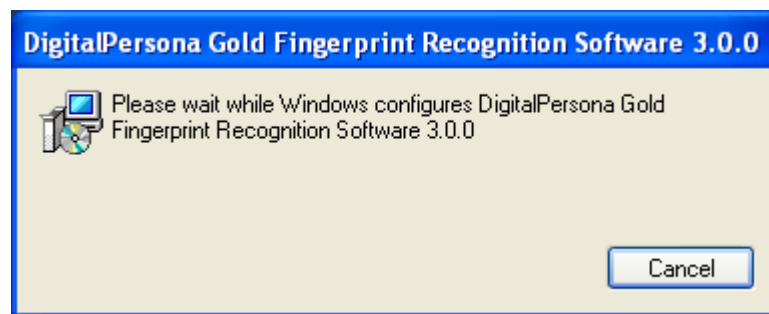 DigitalPersona Gold Fingerprint Recognition Software 3.0.0
Please wait while Windows configures DigitalPersona Gold
Fingerprint Recognition Software 3.0.0
Cancel